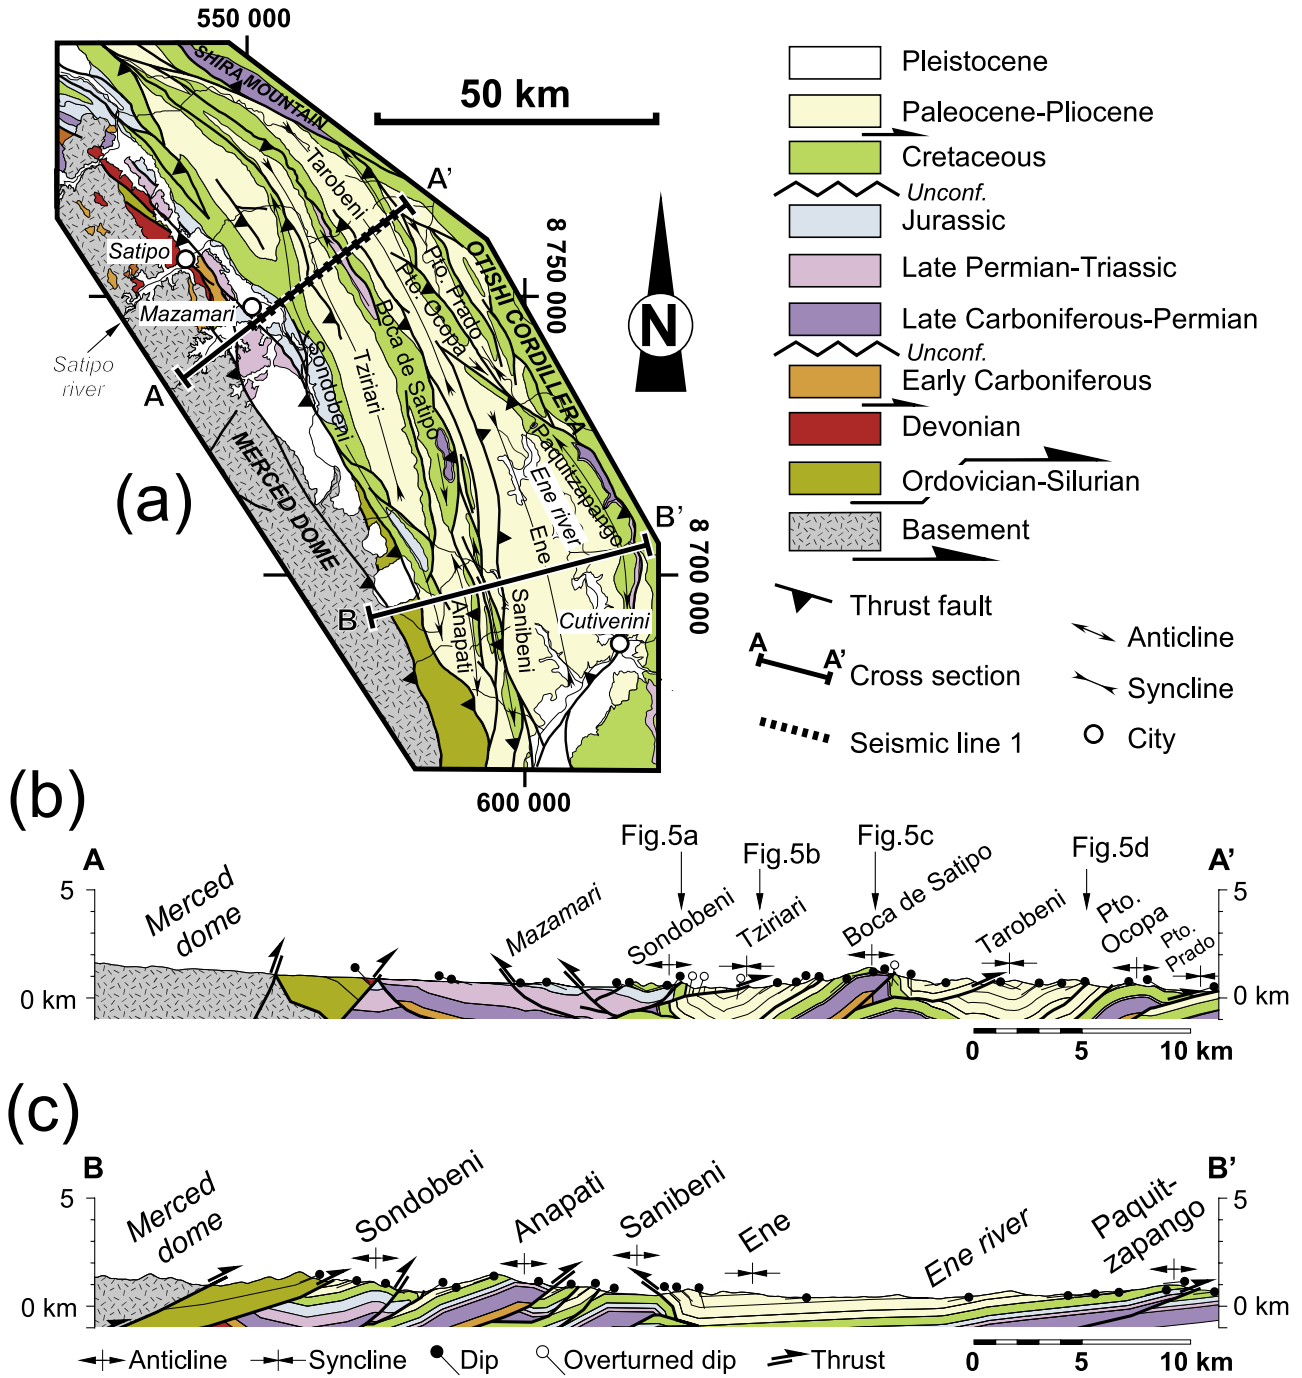 550 000
50 km
SHIRA MOUNTAIN
Tarobeni
A'
Satipo
Mazamari
Satipo
river
A
Pto. Prado
Pto. Ocopa
OTISHI CORDILLERA
8 750 000
N
Sondobeni
Tziriari
Boca de Satipo
MERCED DOME
(a)
Paquitzapango
Ene river
Ene
B'
8 700 000
B
Anapati
Sanibeni
Cutiverini
600 000
Pleistocene
Paleocene-Pliocene
Cretaceous
Unconf.
Jurassic
Late Permian-Triassic
Late Carboniferous-Permian
Unconf.
Early Carboniferous
Devonian
Ordovician-Silurian
Basement
Thrust fault
A A'
Cross section
Seismic line 1
Anticline
Syncline
City
(b)
A
Merced
dome
Mazamari
Fig.5a
Sondobeni
Fig.5b
Tziriari
Fig.5c
Boca de Satipo
Tarobeni
Fig.5d
Pto.
Ocopa
Pto.
Prado
A'
5
0 km
5
0 km
0 5 10 km
(c)
B
Merced
dome
Sondobeni
Anapati
Sanibeni
Ene
Ene river
Paquit-
zapango
B'
5
0 km
5
0 km
Anticline
Syncline
Dip
Overturned dip
Thrust
0 5 10 km